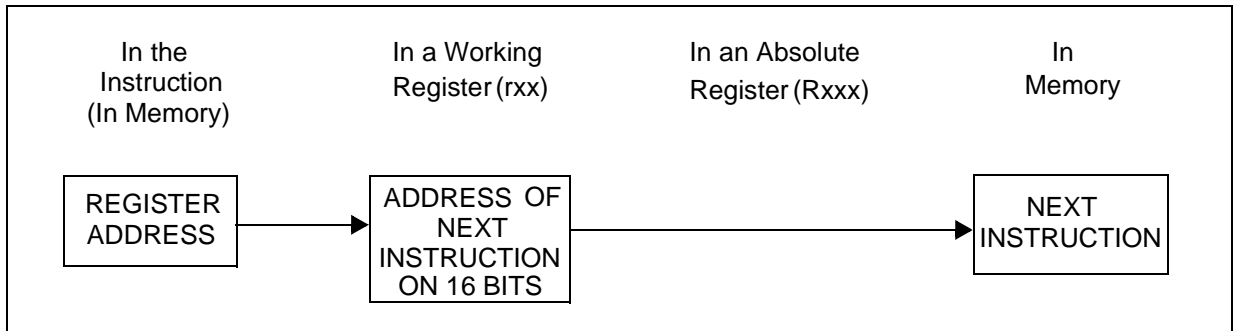 In the
Instruction
(In Memory)
In a Working
Register (rxx)
In an Absolute
Register (Rxxx)
In
Memory
REGISTER
ADDRESS
ADDRESS OF
NEXT
INSTRUCTION
ON 16 BITS
NEXT
INSTRUCTION